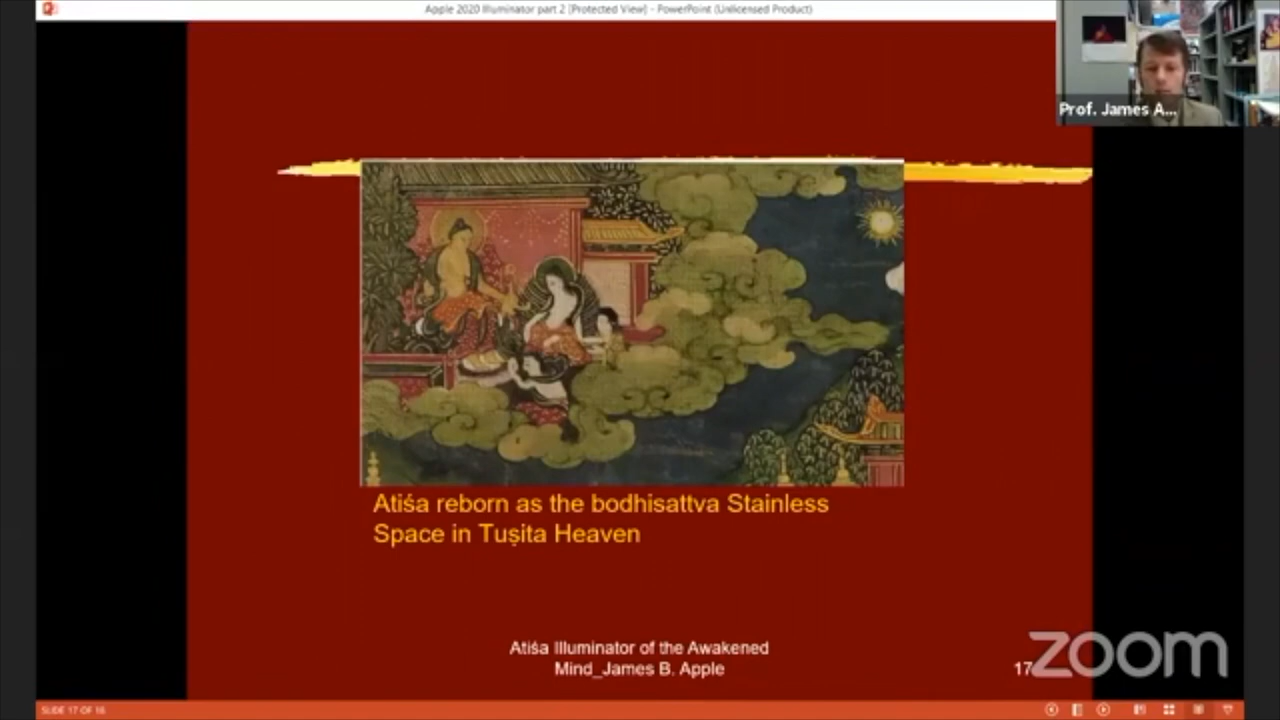 Apple 2020 Illuminator part 2 [Protected View] - PowerPoint (Unlicensed Product)
Prof. James A...
Atiśa reborn as the bodhisattva Stainless
Space in Tuṣita Heaven
Atiśa Illuminator of the Awakened
Mind_James B. Apple
17
zoom
SLIDE 17 OF 18